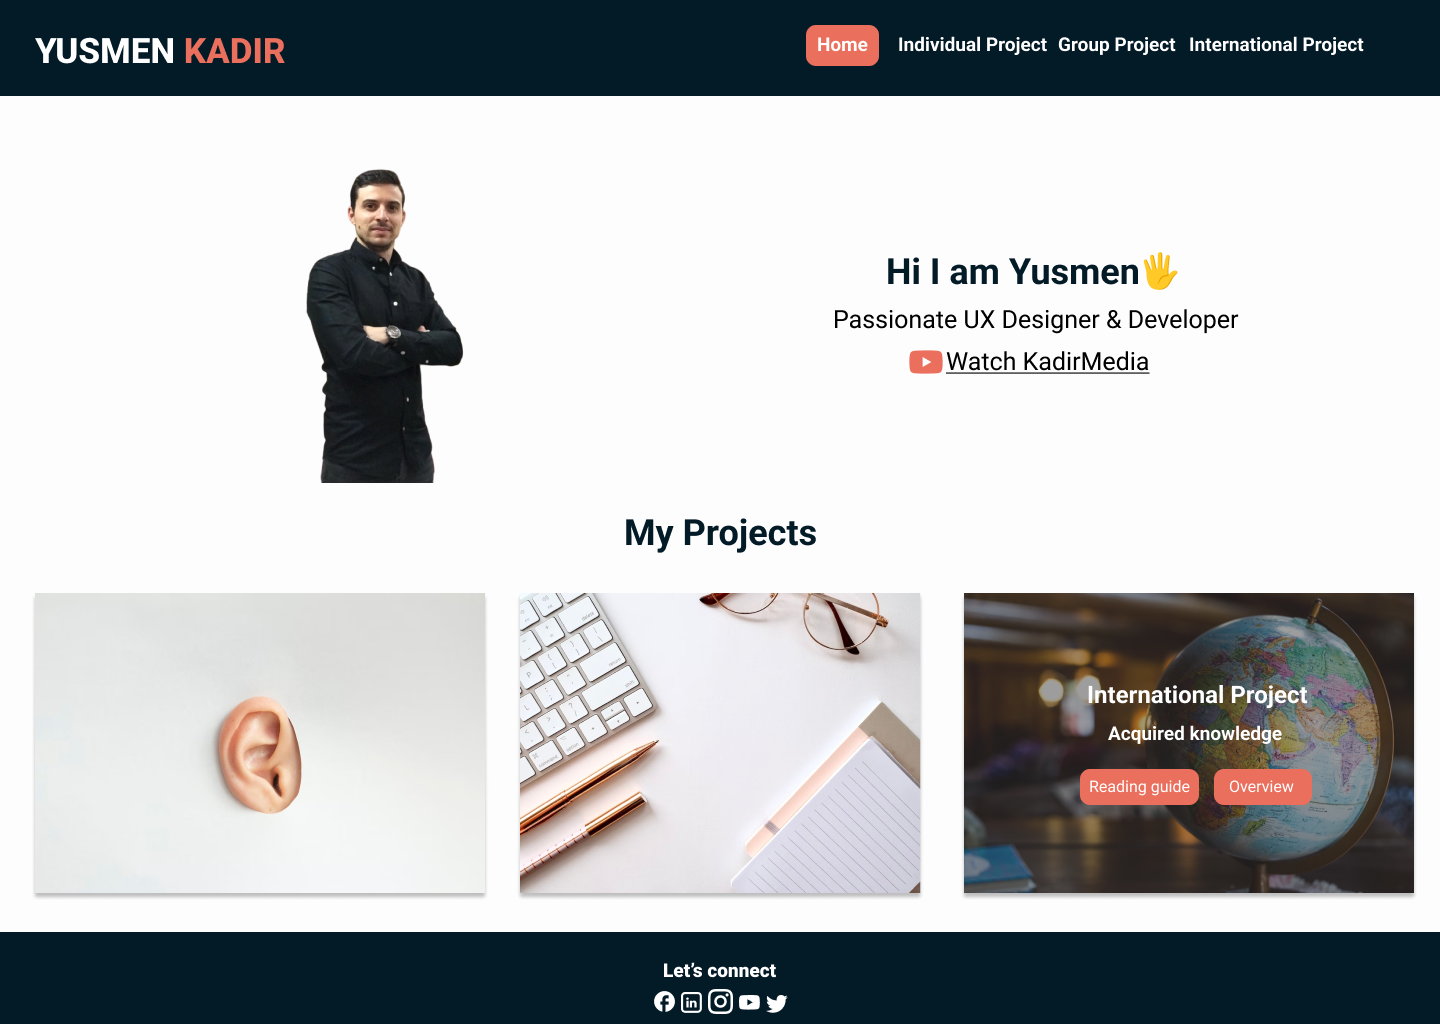 YUSMEN KADIR
Home Individual Project Group Project International Project
Hi I am Yusmen🖐
Passionate UX Designer & Developer
Watch KadirMedia
My Projects
International Project
Acquired knowledge
Reading guide Overview
Let’s connect